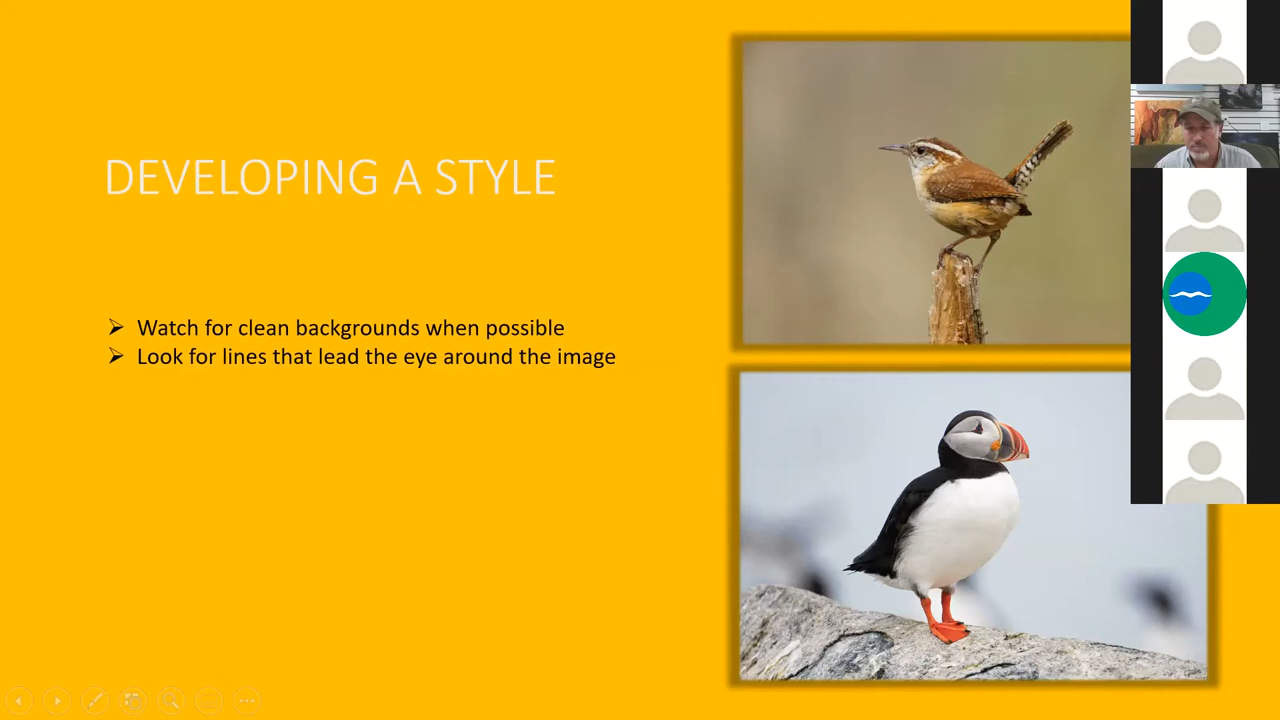 DEVELOPING A STYLE
Watch for clean backgrounds when possible
Look for lines that lead the eye around the image